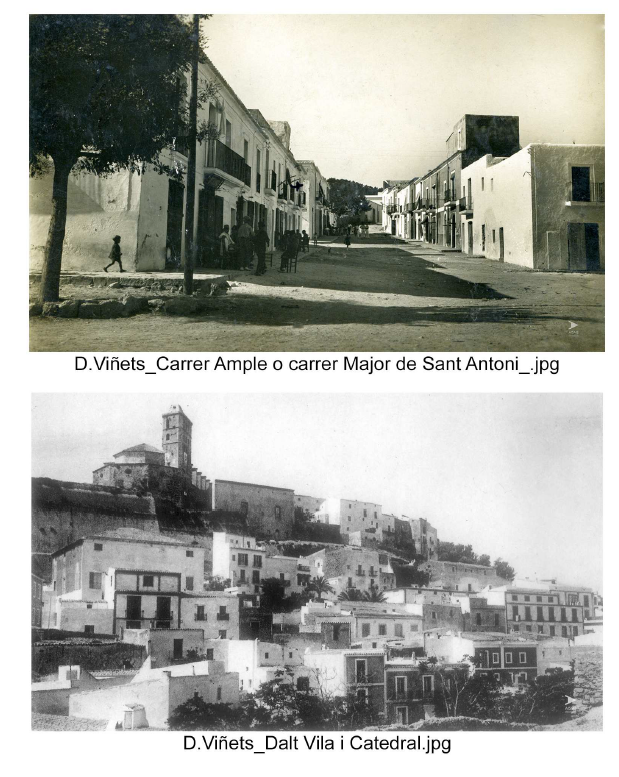 D.Viñets_Carrer Ample o carrer Major de Sant Antoni_.jpg
D.Viñets_Dalt Vila i Catedral.jpg